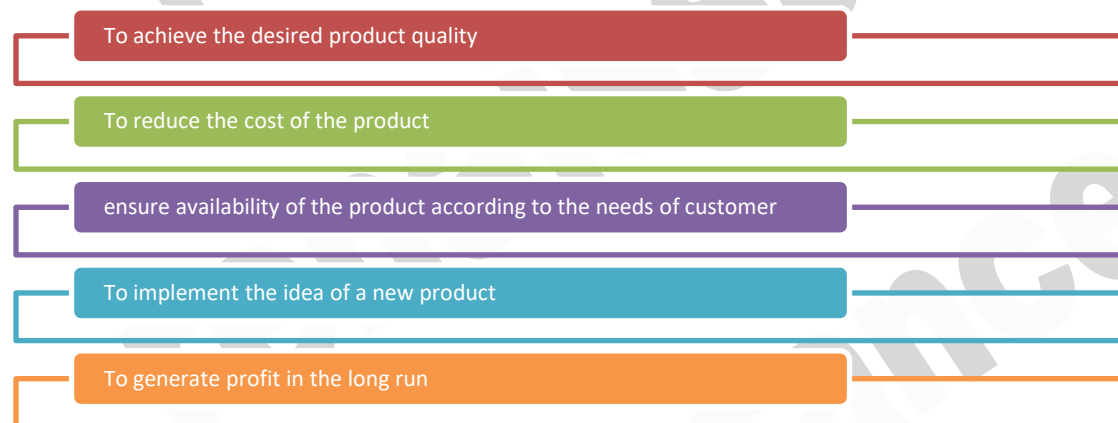 To achieve the desired product quality
To reduce the cost of the product
ensure availability of the product according to the needs of customer
To implement the idea of a new product
To generate profit in the long run